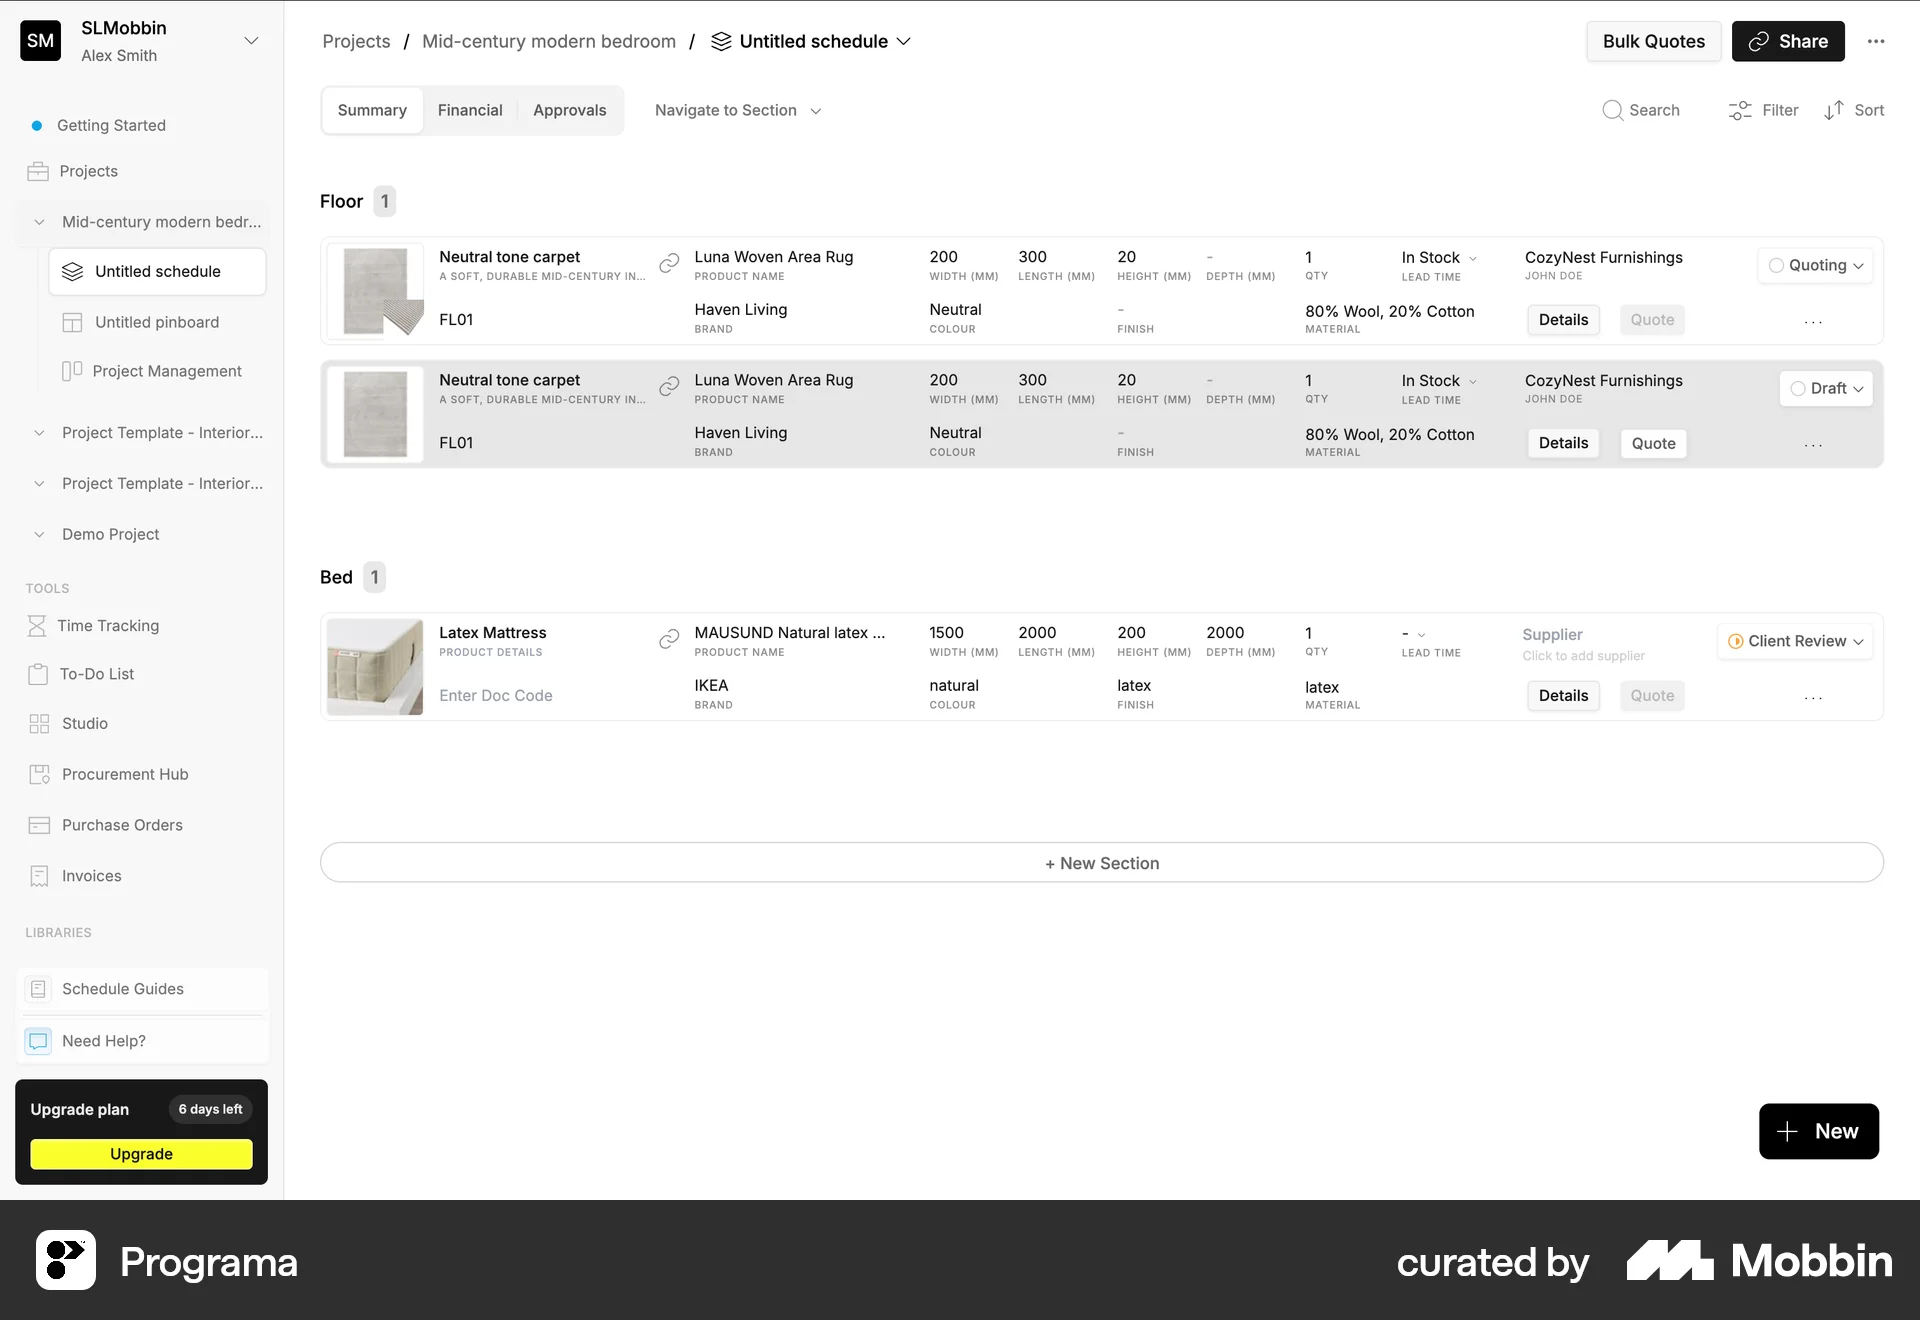 SM
SLMobbin
Alex Smith
Getting Started
Projects
Mid-century modern bedr...
Untitled schedule
Untitled pinboard
Project Management
Project Template - Interior...
Project Template - Interior...
Demo Project
TOOLS
Time Tracking
To-Do List
Studio
Procurement Hub
Purchase Orders
Invoices
LIBRARIES
Schedule Guides
Need Help?
Upgrade plan
6 days left
Upgrade
Projects / Mid-century modern bedroom / Untitled schedule
Bulk Quotes
Share
Summary
Financial
Approvals
Navigate to Section
Search
Filter
Sort
Floor 1
Neutral tone carpet
A SOFT, DURABLE MID-CENTURY IN...
FL01
Luna Woven Area Rug
PRODUCT NAME
Haven Living
BRAND
200
WIDTH (MM)
300
LENGTH (MM)
20
HEIGHT (MM)
-
DEPTH (MM)
Neutral
COLOUR
-
FINISH
1
QTY
In Stock
LEAD TIME
80% Wool, 20% Cotton
MATERIAL
CozyNest Furnishings
JOHN DOE
Details
Quote
Quoting
...
Neutral tone carpet
A SOFT, DURABLE MID-CENTURY IN...
FL01
Luna Woven Area Rug
PRODUCT NAME
Haven Living
BRAND
200
WIDTH (MM)
300
LENGTH (MM)
20
HEIGHT (MM)
-
DEPTH (MM)
Neutral
COLOUR
-
FINISH
1
QTY
In Stock
LEAD TIME
80% Wool, 20% Cotton
MATERIAL
CozyNest Furnishings
JOHN DOE
Details
Quote
Draft
...
Bed 1
Latex Mattress
PRODUCT DETAILS
Enter Doc Code
MAUSUND Natural latex ...
PRODUCT NAME
IKEA
BRAND
1500
WIDTH (MM)
2000
LENGTH (MM)
200
HEIGHT (MM)
2000
DEPTH (MM)
natural
COLOUR
latex
FINISH
1
QTY
-
LEAD TIME
latex
MATERIAL
Supplier
Click to add supplier
Details
Quote
Client Review
...
+ New Section
+ New
Programa
curated by
Mobbin